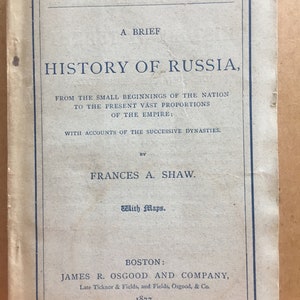 A BRIEF
HISTORY OF RUSSIA,
FROM THE SMALL BEGINNINGS OF THE NATION
TO THE PRESENT VAST PROPORTIONS
OF THE EMPIRE:
WITH ACCOUNTS OF THE SUCCESSIVE DYNASTIES.
BY
FRANCES A. SHAW.
With Maps.
BOSTON:
JAMES R. OSGOOD AND COMPANY,
Late Ticknor & Fields, and Fields, Osgood, & Co.
1877.